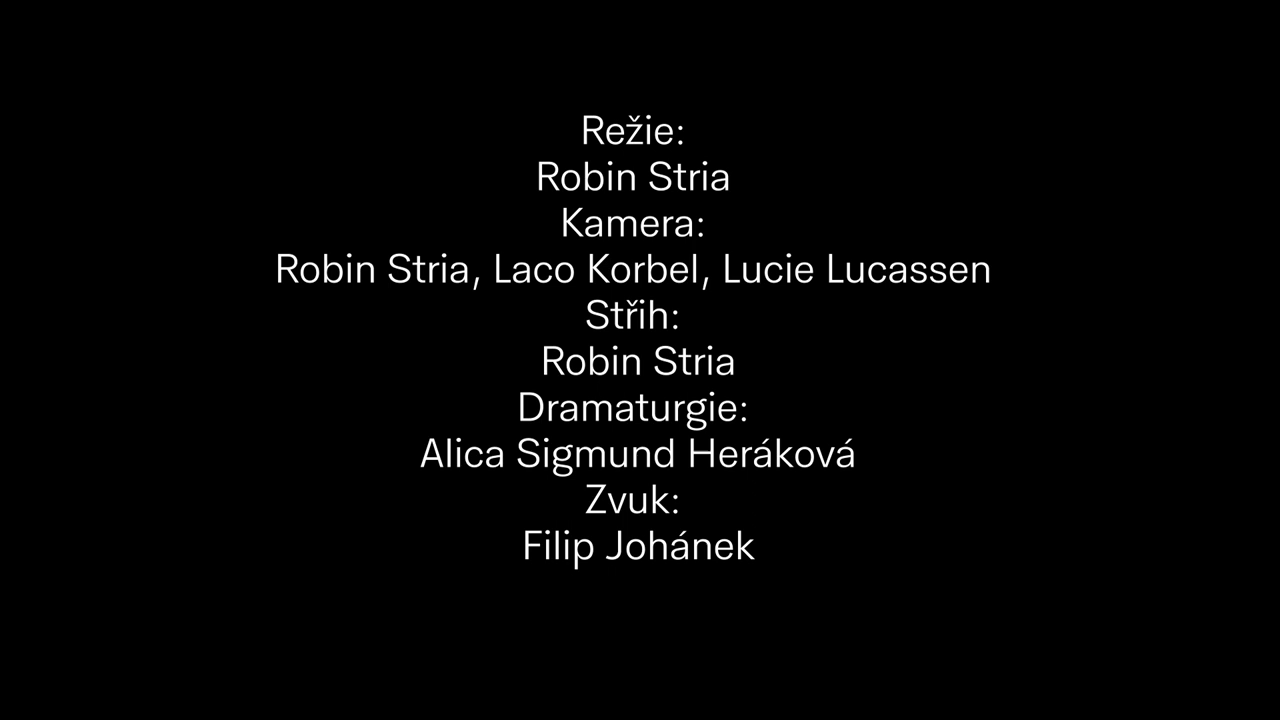 Režie:
Robin Stria
Kamera:
Robin Stria, Laco Korbel, Lucie Lucassen
Střih:
Robin Stria
Dramaturgie:
Alica Sigmund Heráková
Zvuk:
Filip Johánek